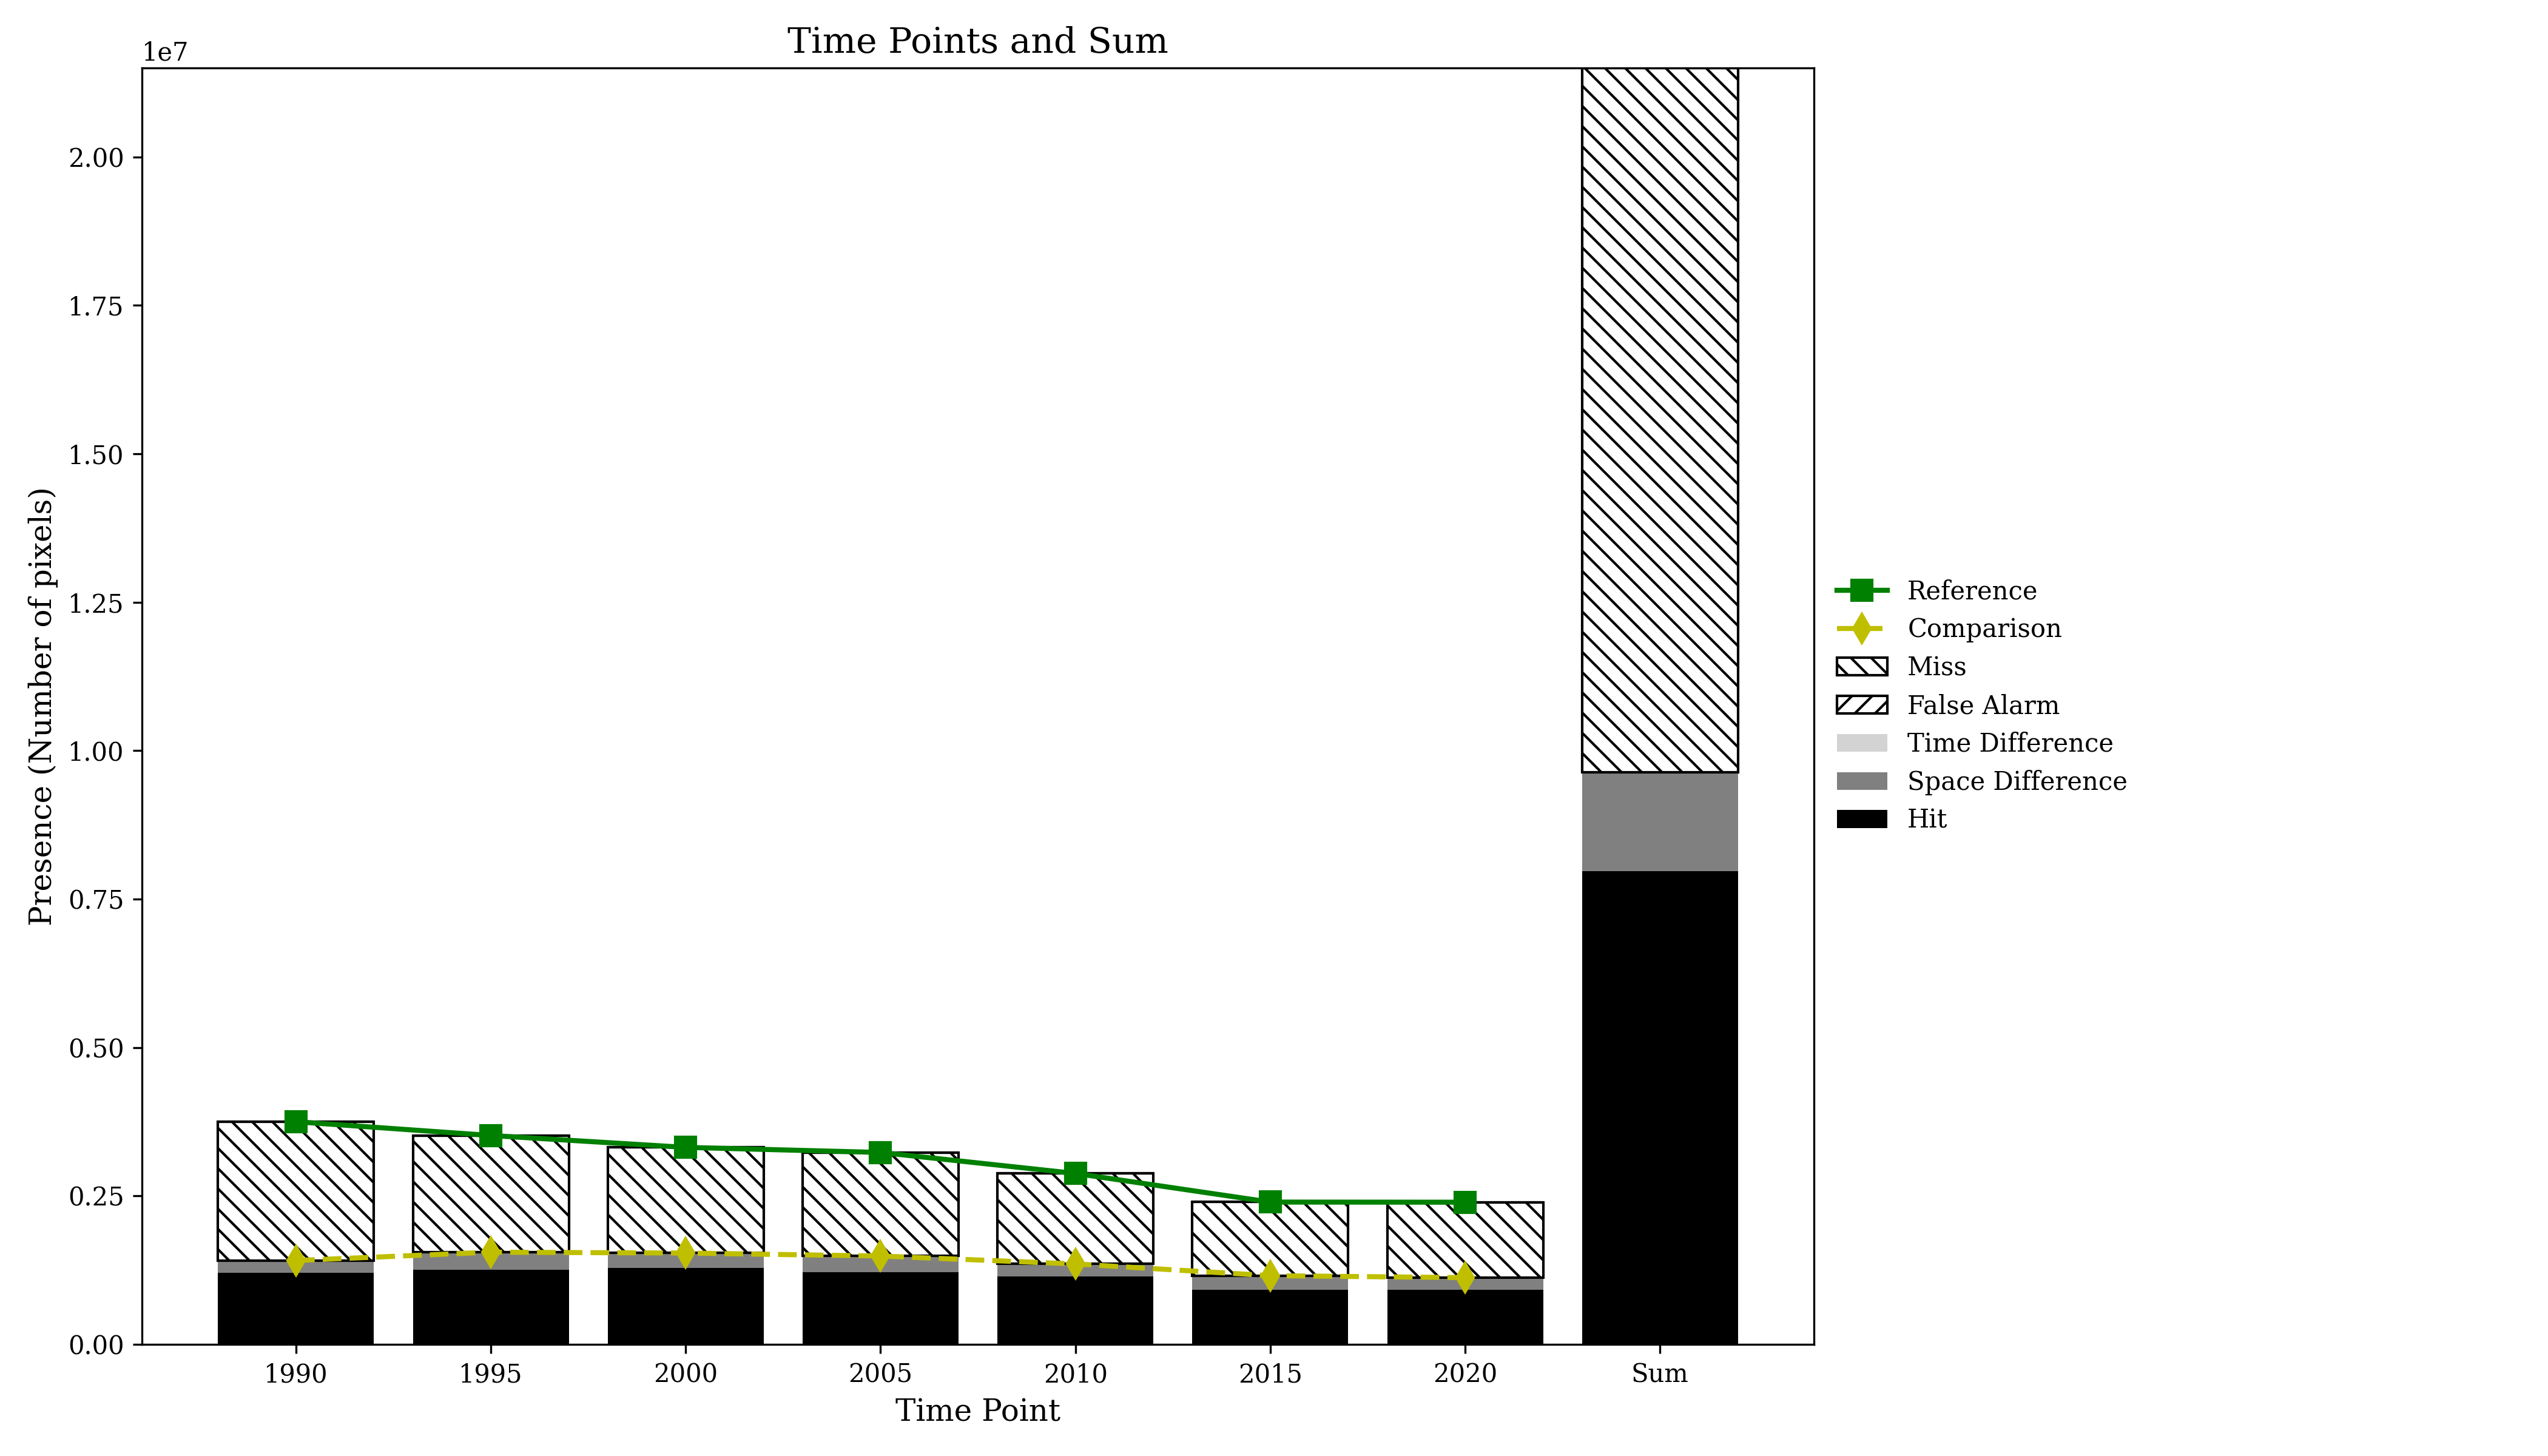 Time Points and Sum
1e7
2.00
1.75
1.50
1.25
1.00
0.75
0.50
0.25
0.00
Presence (Number of pixels)
1990 1995 2000 2005 2010 2015 2020 Sum
Time Point
Reference
Comparison
Miss
False Alarm
Time Difference
Space Difference
Hit